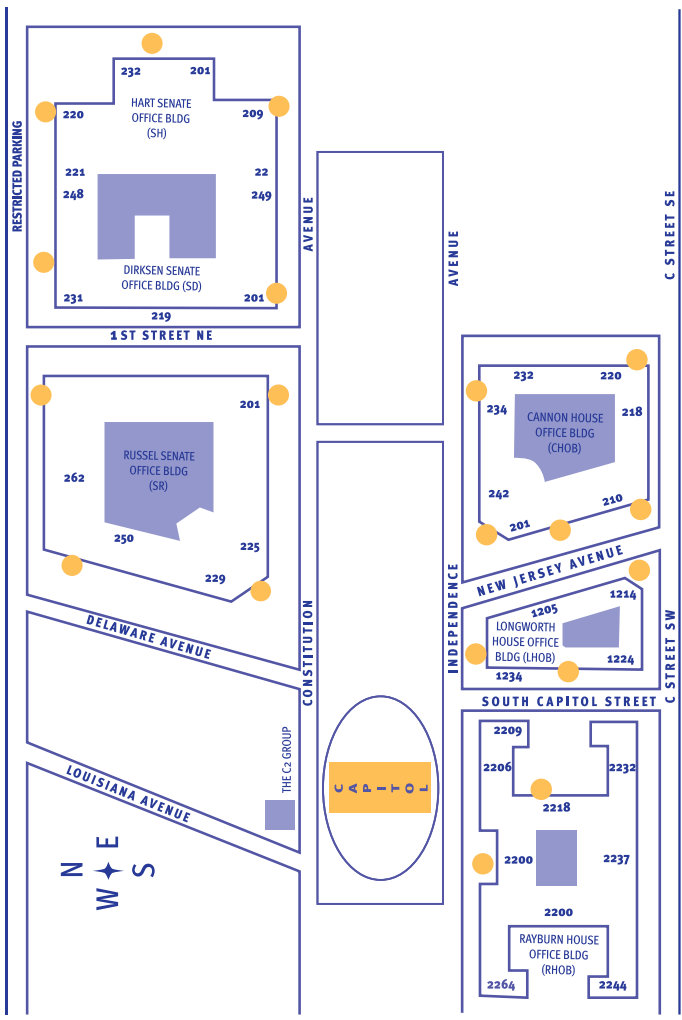 RESTRICTED PARKING
232
201
HART SENATE
OFFICE BLDG
(SH)
220
209
221
22
248
249
DIRKSEN SENATE
OFFICE BLDG (SD)
231
201
219
1ST STREET NE
AVENUE
AVENUE
C STREET SE
201
RUSSEL SENATE
OFFICE BLDG
(SR)
262
250
225
229
DELAWARE AVENUE
CONSTITUTION
LOUISIANA AVENUE
THE C2 GROUP
N
E
S
W
CAPITOL
232
220
234
218
CANNON HOUSE
OFFICE BLDG
(CHOB)
242
210
201
NEW JERSEY AVENUE
INDEPENDENCE
1214
1205
LONGWORTH
HOUSE OFFICE
BLDG (LHOB)
1224
1234
SOUTH CAPITOL STREET
C STREET SW
2209
2206
2232
2218
2200
2237
2200
RAYBURN HOUSE
OFFICE BLDG
(RHOB)
2264
2244